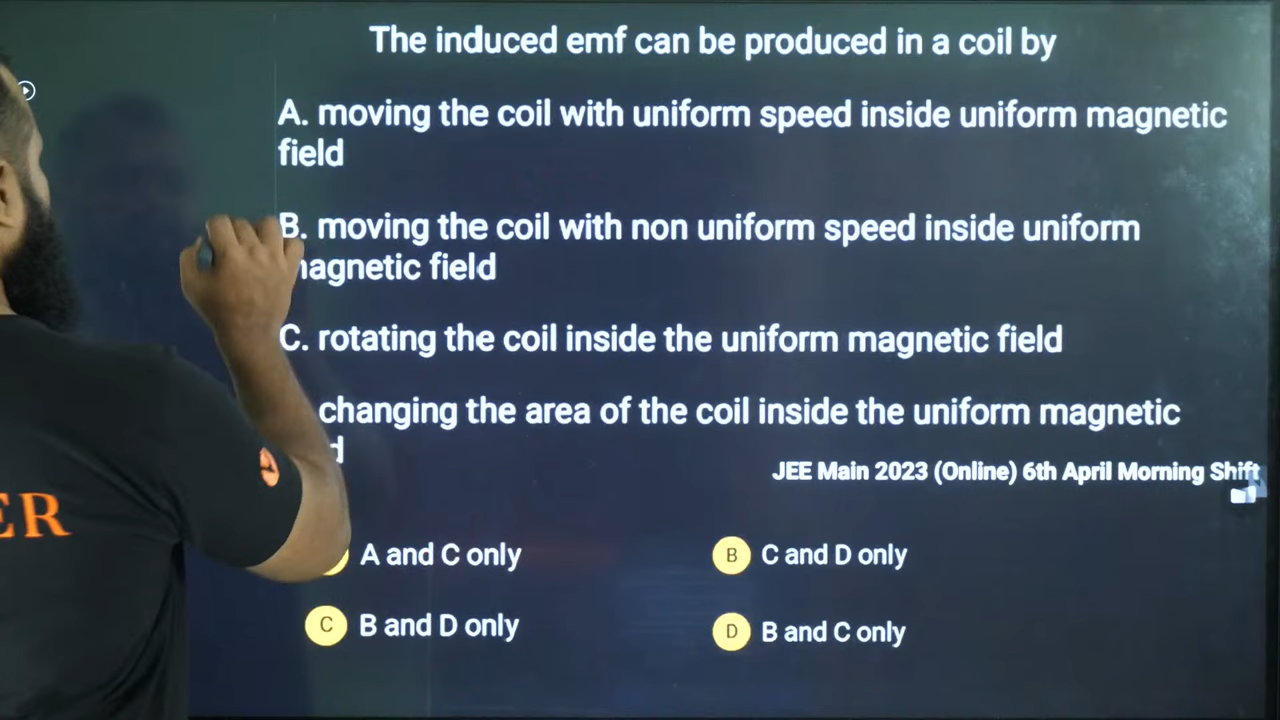 The induced emf can be produced in a coil by
A. moving the coil with uniform speed inside uniform magnetic
field
B. moving the coil with non uniform speed inside uniform
magnetic field
C. rotating the coil inside the uniform magnetic field
changing the area of the coil inside the uniform magnetic
JEE Main 2023 (Online) 6th April Morning Shift
A and C only
B C and D only
C B and D only
D B and C only
ER